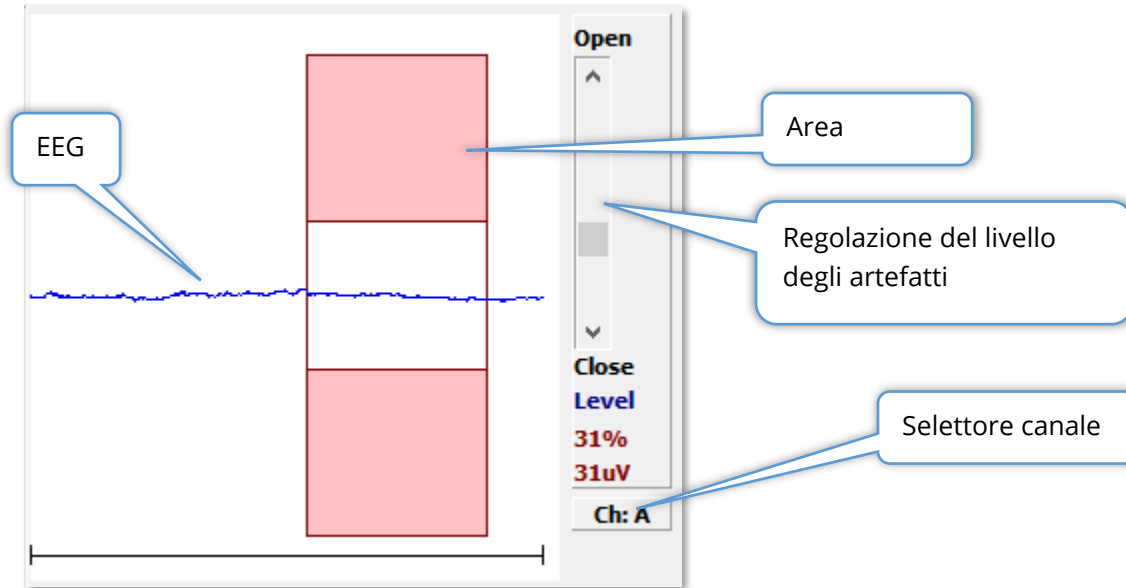 Open
Area
EEG
Regolazione del livello
degli artefatti
Close
Level
31%
31uV
Selettore canale
Ch: A